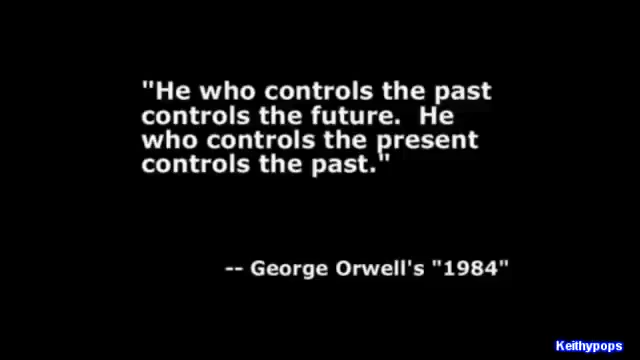 "He who controls the past
controls the future.  He
who controls the present
controls the past."
-- George Orwell's "1984"
Keithypops